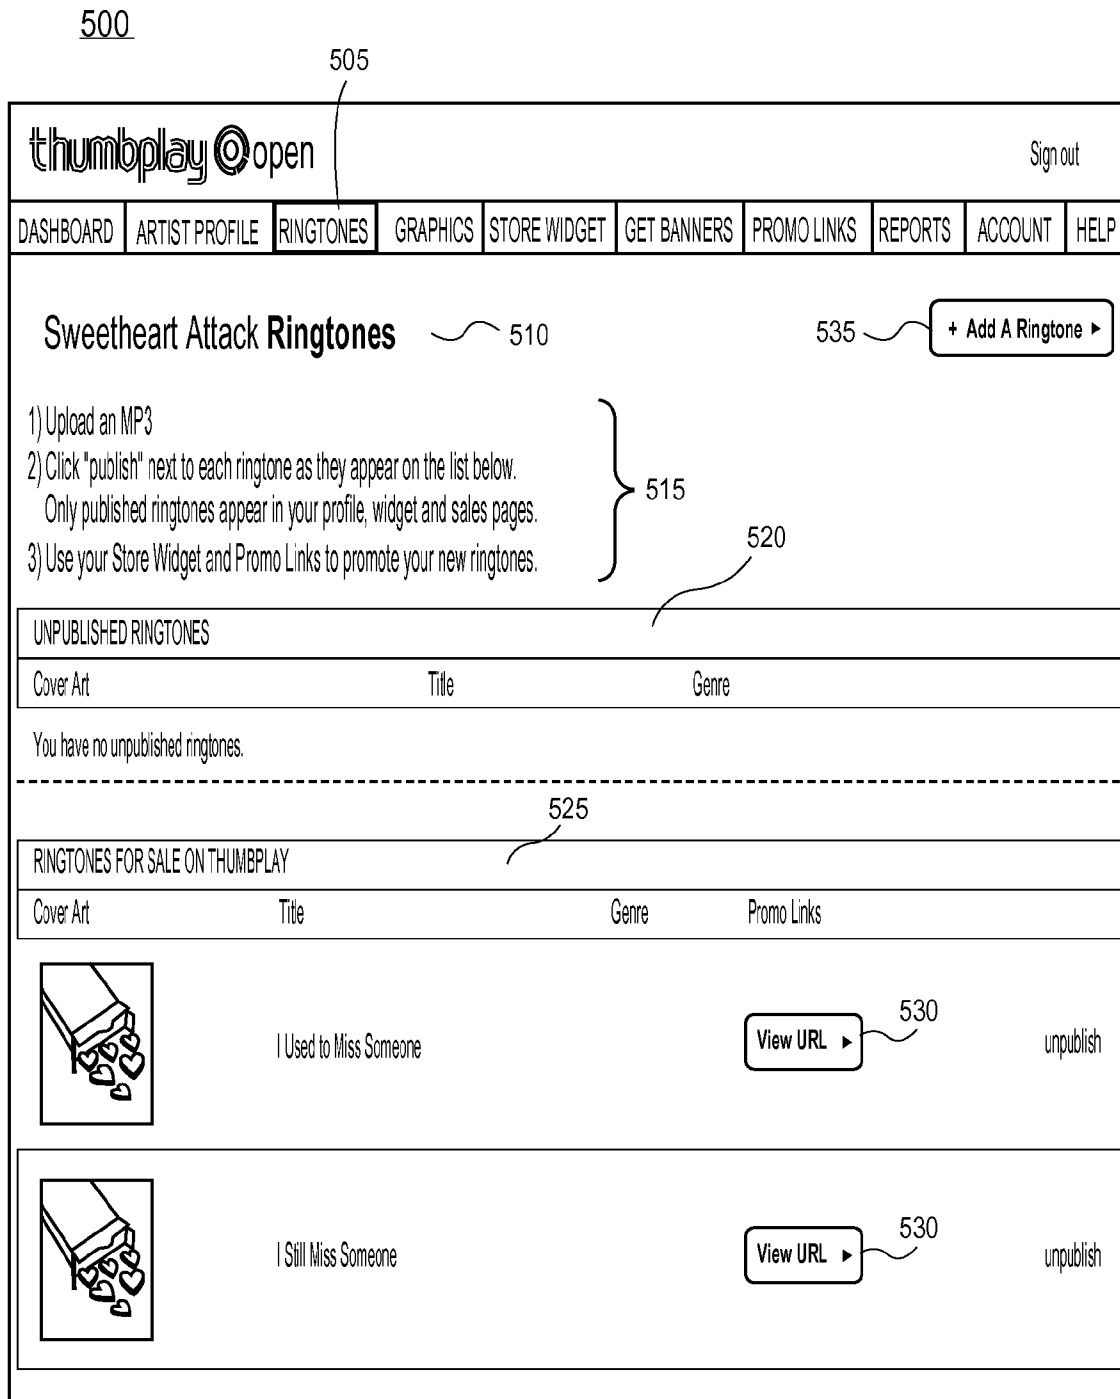 500
505
thumbplay open
Sign out
DASHBOARD ARTIST PROFILE RINGTONES GRAPHICS STORE WIDGET GET BANNERS PROMO LINKS REPORTS ACCOUNT HELP
Sweetheart Attack Ringtones 510 535 + Add A Ringtone
1) Upload an MP3
2) Click "publish" next to each ringtone as they appear on the list below.
Only published ringtones appear in your profile, widget and sales pages.
515
3) Use your Store Widget and Promo Links to promote your new ringtones.
520
UNPUBLISHED RINGTONES
Cover Art Title Genre
You have no unpublished ringtones.
525
RINGTONES FOR SALE ON THUMBPLAY
Cover Art Title Genre Promo Links
I Used to Miss Someone View URL 530 unpublish
I Still Miss Someone View URL 530 unpublish